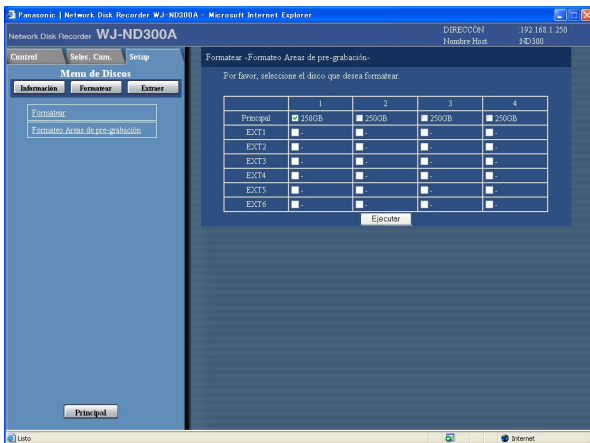 Panasonic | Network Disk Recorder WJ-ND300A - Microsoft Internet Explorer
Network Disk Recorder WJ-ND300A
DIRECCÓN :192.168.1.250
Nombre Host ND300
Control Selec. Cam. Setup
Menu de Discos
Información Formatear Extraer
Formatear
Formateo Areas de pre-grabación
Principal
Formatear -Formateo Areas de pre-grabación-
Por favor, seleccione el disco que desea formatear.
1 2 3 4
Principal 250GB 250GB 250GB 250GB
EXT1 - - - -
EXT2 - - - -
EXT3 - - - -
EXT4 - - - -
EXT5 - - - -
EXT6 - - - -
Ejecutar
Listo Internet